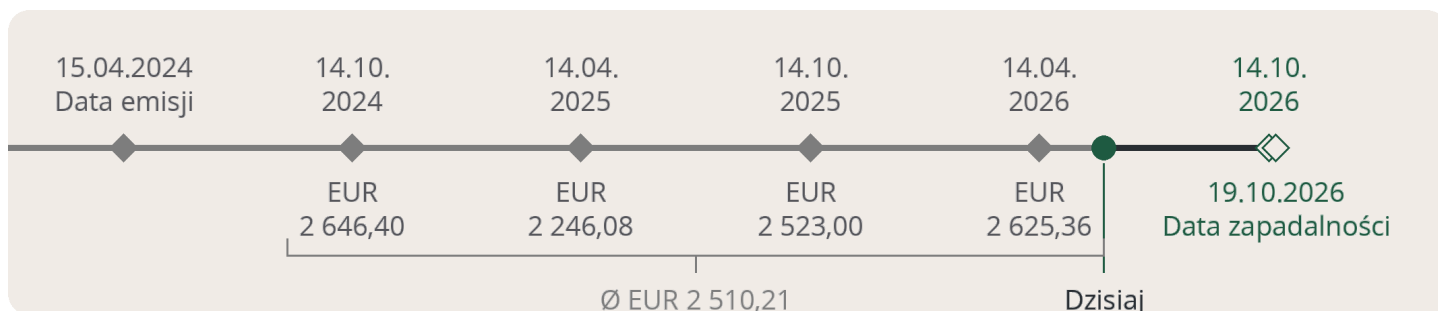 15.04.2024
Data emisji
14.10.
2024
14.04.
2025
14.10.
2025
14.04.
2026
14.10.
2026
EUR
2 646,40
EUR
2 246,08
EUR
2 523,00
EUR
2 625,36
19.10.2026
Data zapadalności
Ø EUR 2 510,21
Dzisiaj